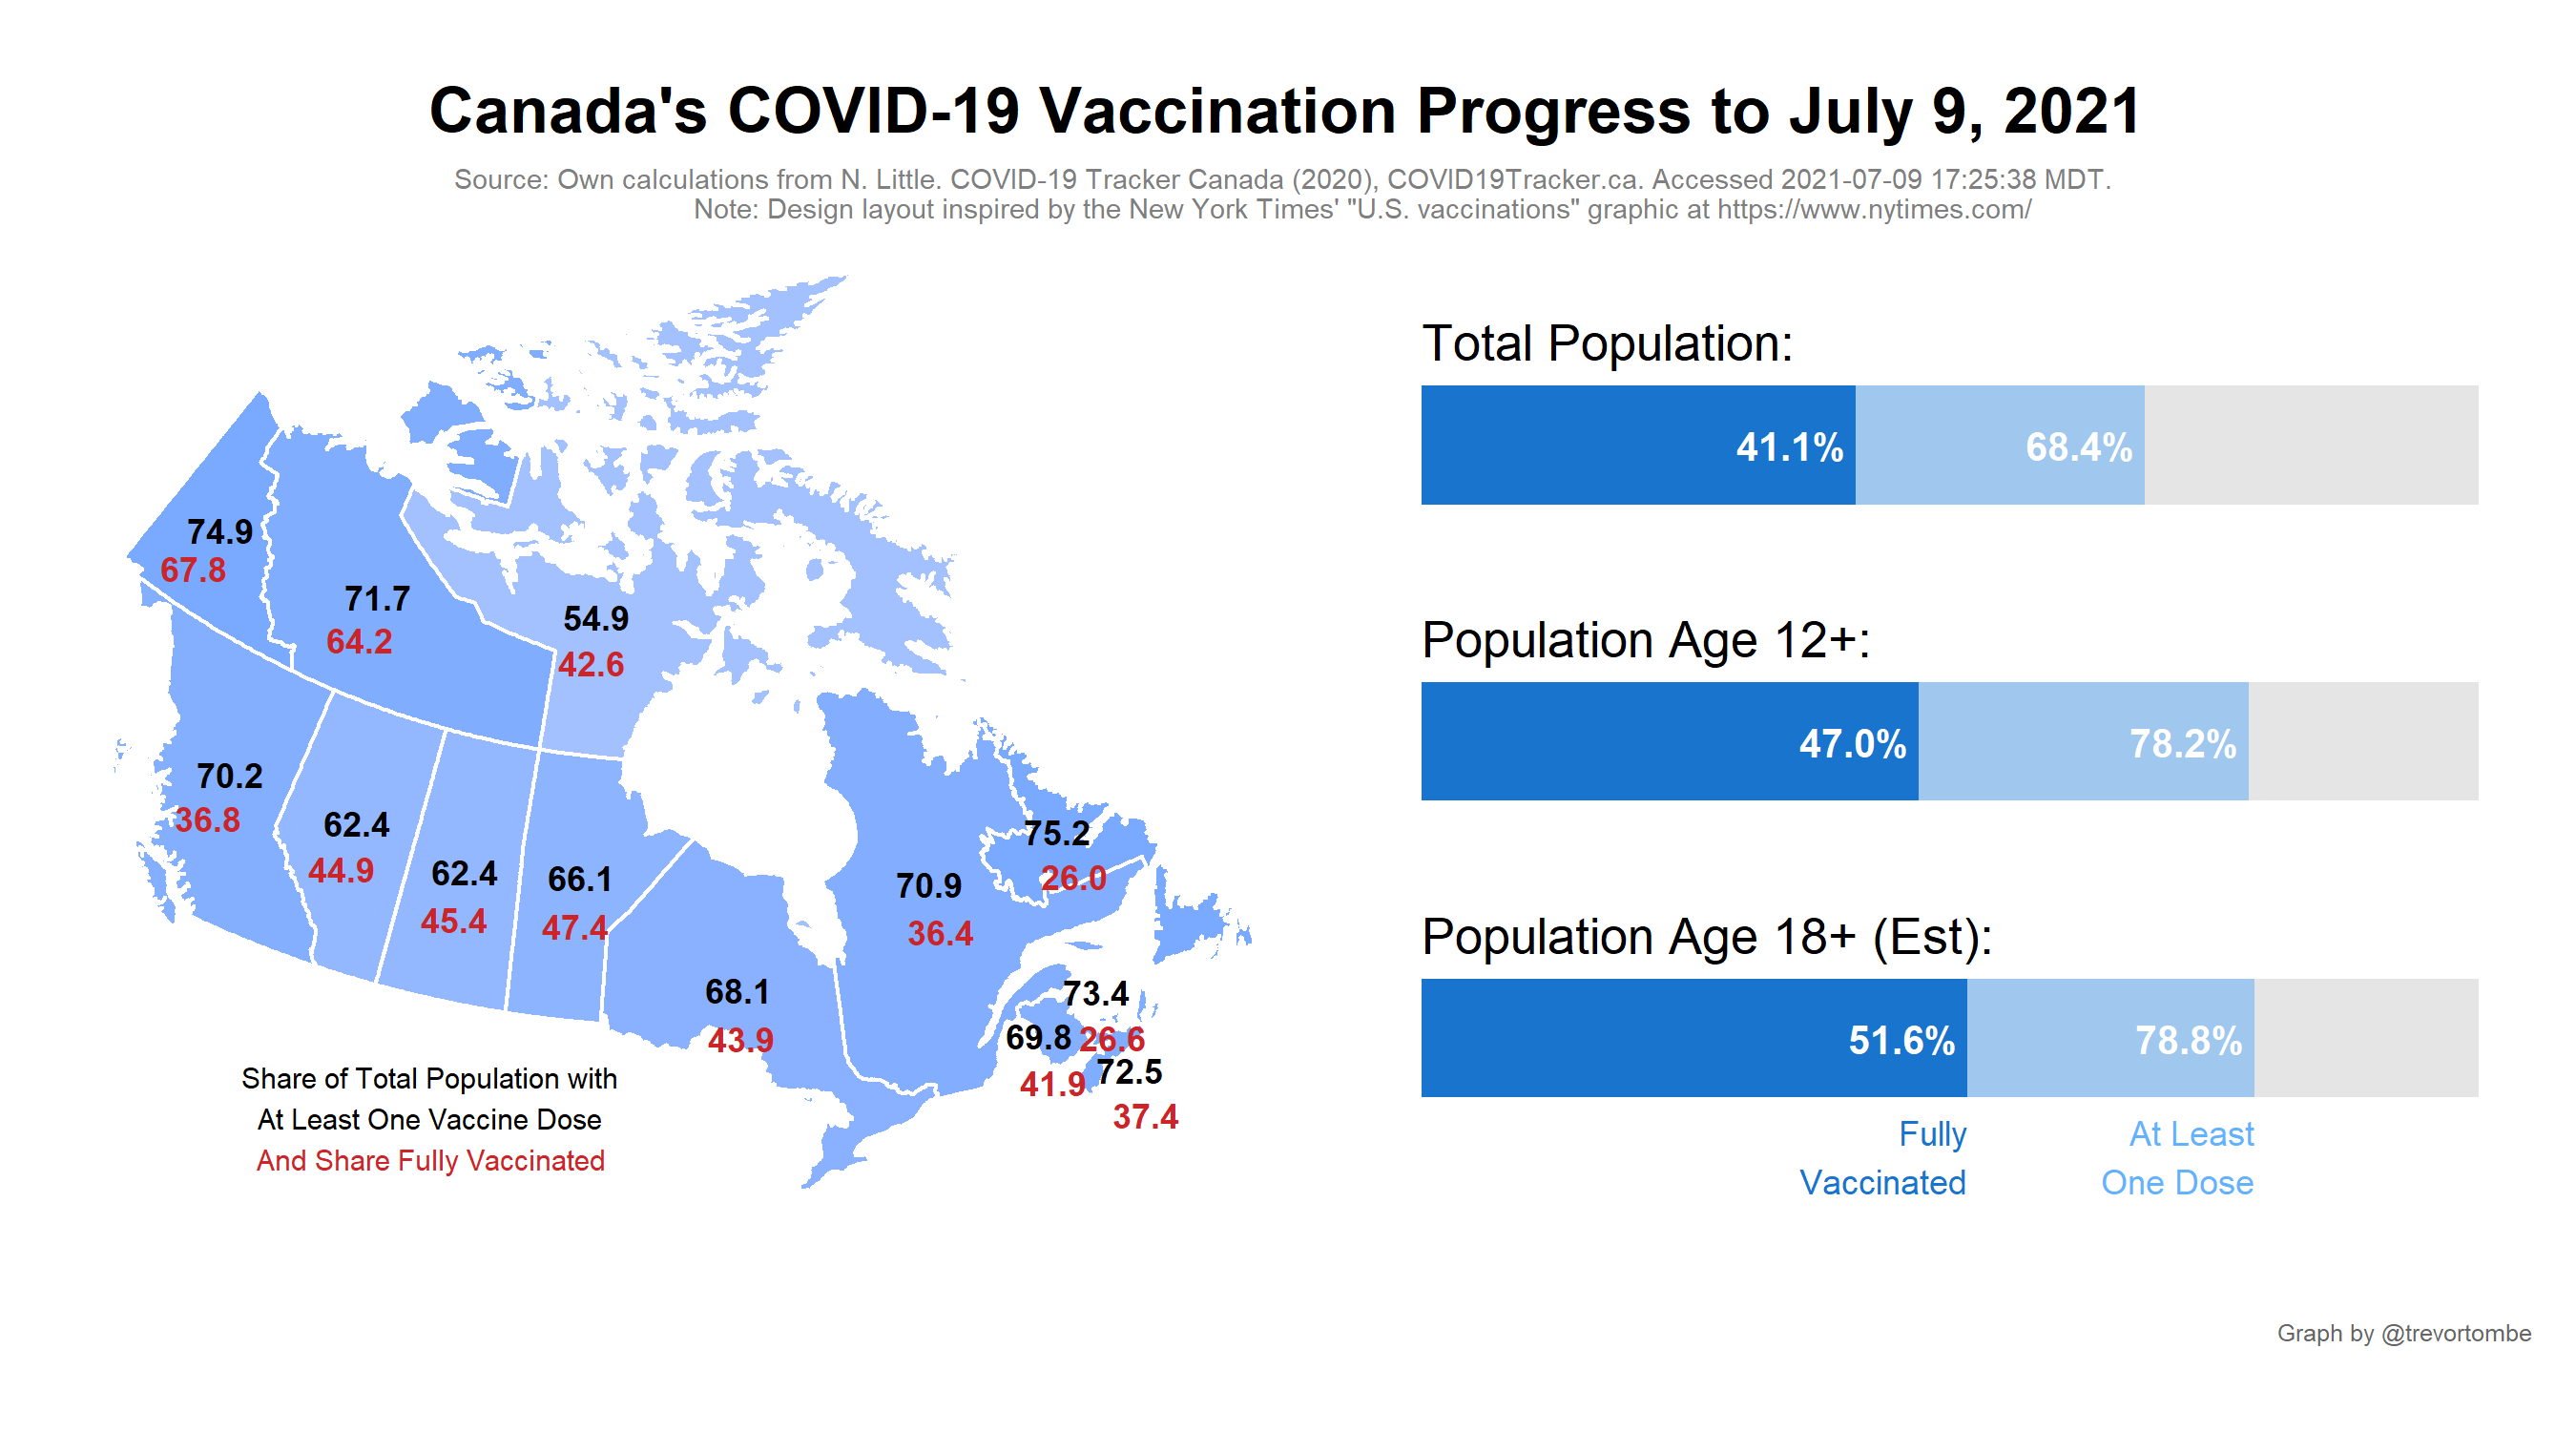 Canada's COVID-19 Vaccination Progress to July 9, 2021
Source: Own calculations from N. Little. COVID-19 Tracker Canada (2020), COVID19Tracker.ca. Accessed 2021-07-09 17:25:38 MDT.
Note: Design layout inspired by the New York Times' "U.S. vaccinations" graphic at https://www.nytimes.com/
74.9
67.8
71.7
64.2
54.9
42.6
70.2
36.8
62.4
44.9
62.4
45.4
66.1
47.4
68.1
43.9
70.9
36.4
75.2
26.0
73.4
26.6
69.8
41.9
72.5
37.4
Share of Total Population with
At Least One Vaccine Dose
And Share Fully Vaccinated
Total Population:
41.1% 68.4%
Population Age 12+:
47.0% 78.2%
Population Age 18+ (Est):
51.6% 78.8%
Fully
Vaccinated
At Least
One Dose
Graph by @trevortombe